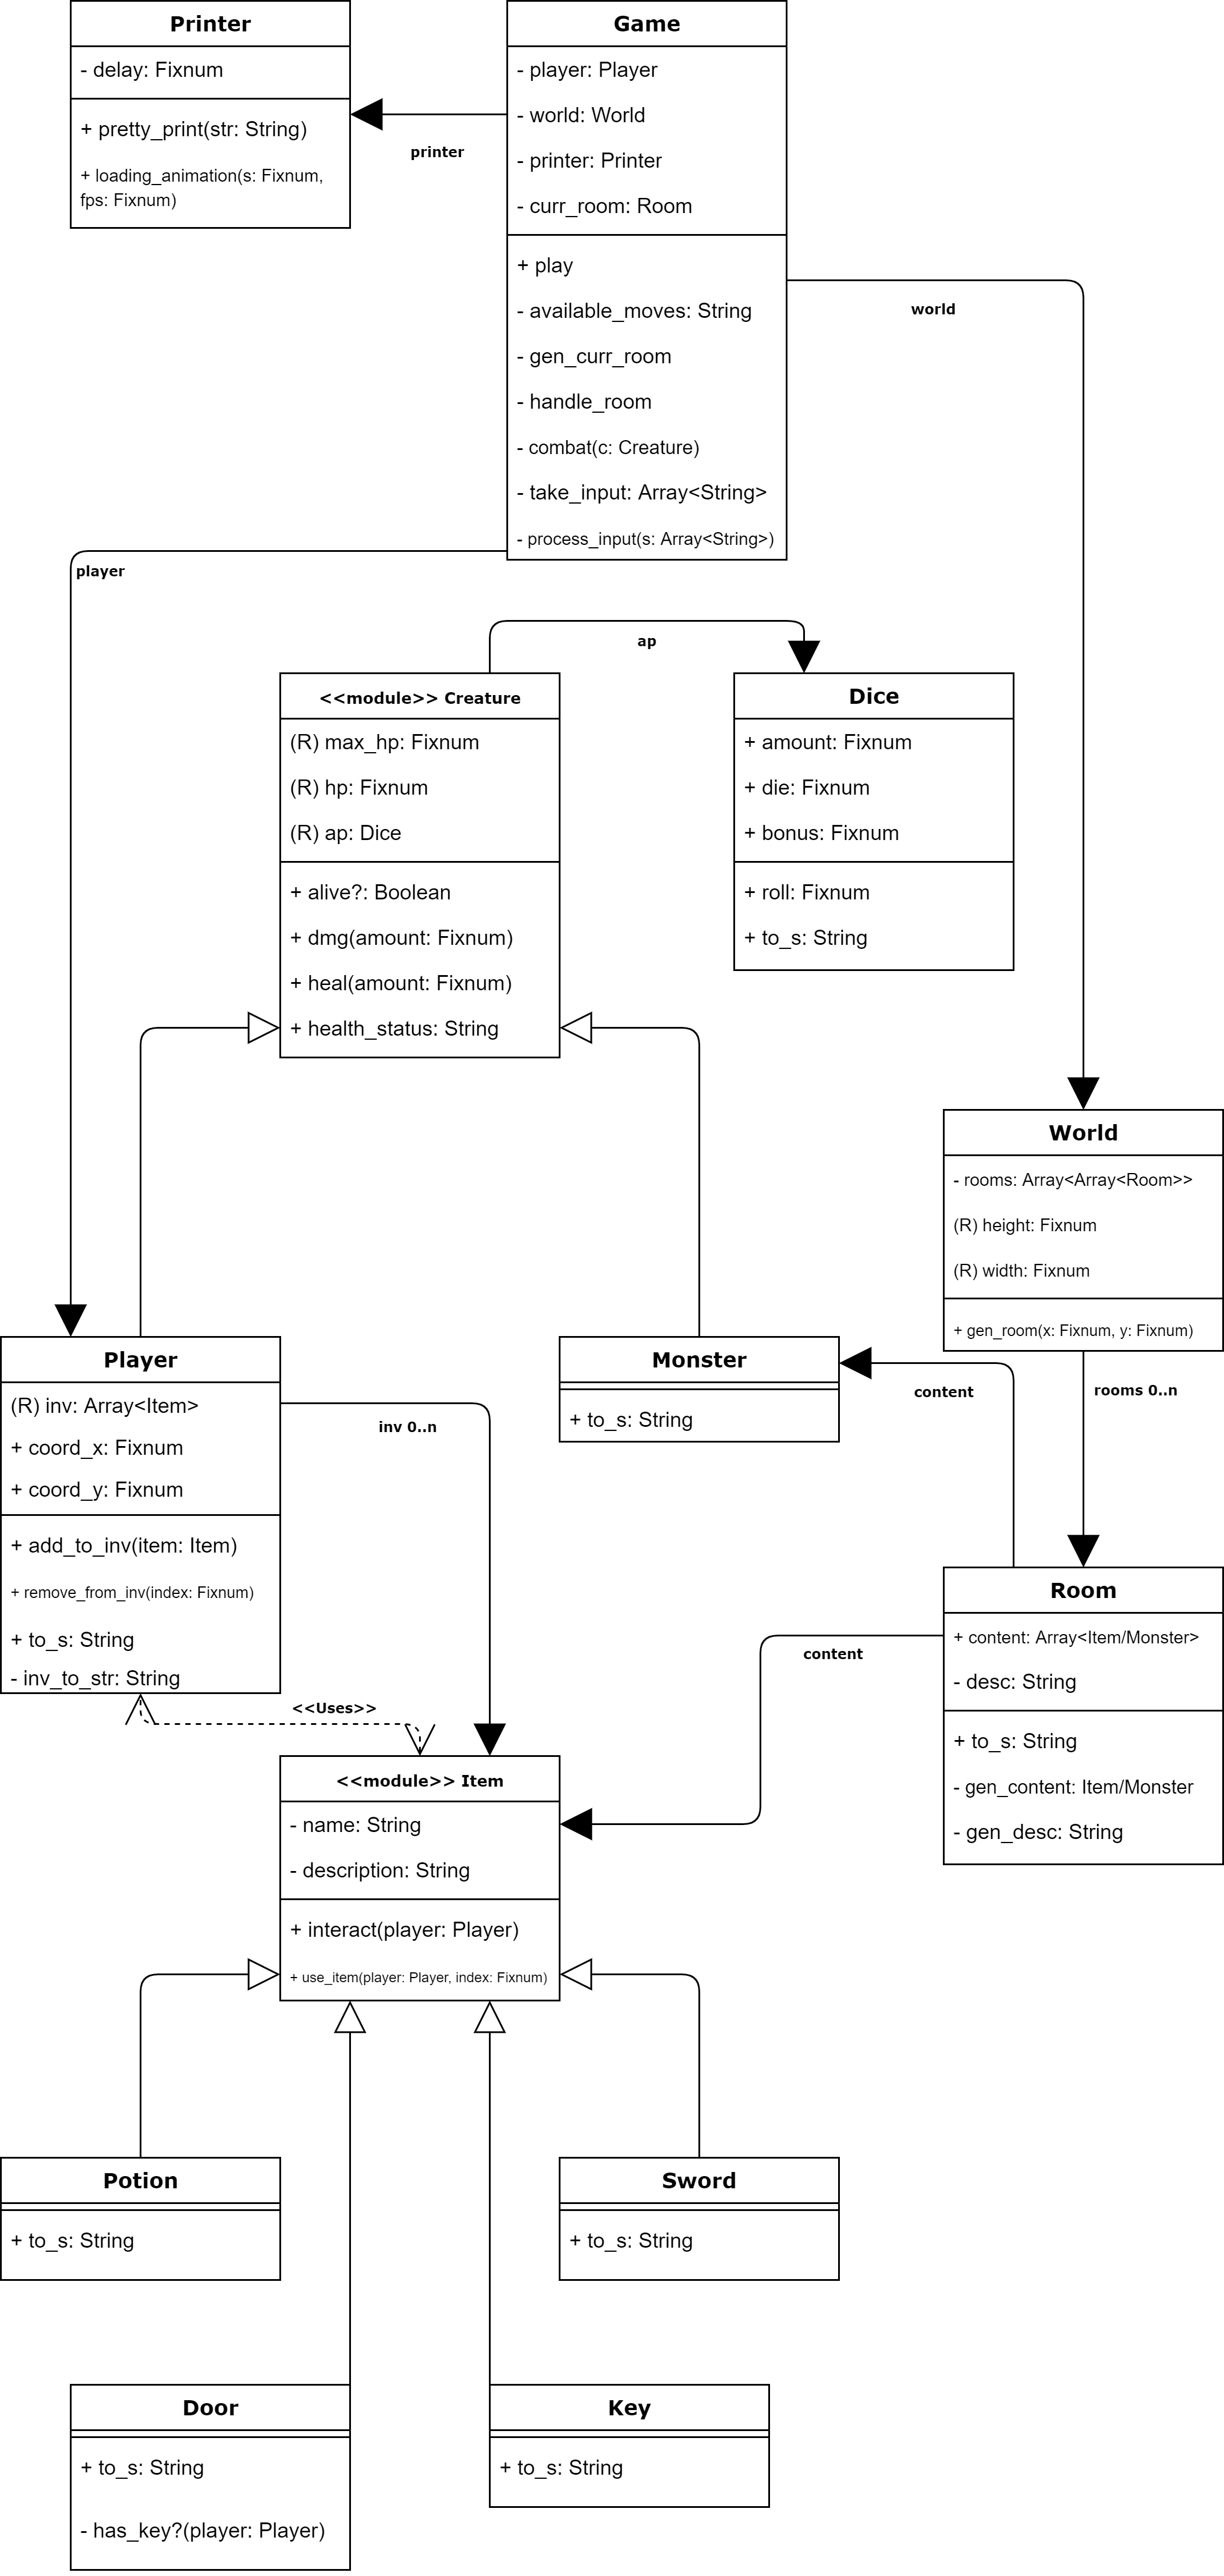 Printer
- delay: Fixnum
+ pretty_print(str: String)
+ loading_animation(s: Fixnum,
fps: Fixnum)
printer
Game
- player: Player
- world: World
- printer: Printer
- curr_room: Room
+ play
- available_moves: String
- gen_curr_room
- handle_room
- combat(c: Creature)
- take_input: Array<String>
- process_input(s: Array<String>)
world
player
ap
<<module>> Creature
(R) max_hp: Fixnum
(R) hp: Fixnum
(R) ap: Dice
+ alive?: Boolean
+ dmg(amount: Fixnum)
+ heal(amount: Fixnum)
+ health_status: String
Dice
+ amount: Fixnum
+ die: Fixnum
+ bonus: Fixnum
+ roll: Fixnum
+ to_s: String
World
- rooms: Array<Array<Room>>
(R) height: Fixnum
(R) width: Fixnum
+ gen_room(x: Fixnum, y: Fixnum)
Player
(R) inv: Array<Item>
+ coord_x: Fixnum
+ coord_y: Fixnum
+ add_to_inv(item: Item)
+ remove_from_inv(index: Fixnum)
+ to_s: String
- inv_to_str: String
inv 0..n
Monster
+ to_s: String
content
rooms 0..n
Room
+ content: Array<Item/Monster>
- desc: String
+ to_s: String
- gen_content: Item/Monster
- gen_desc: String
content
<<Uses>>
<<module>> Item
- name: String
- description: String
+ interact(player: Player)
+ use_item(player: Player, index: Fixnum)
Potion
+ to_s: String
Sword
+ to_s: String
Door
+ to_s: String
- has_key?(player: Player)
Key
+ to_s: String